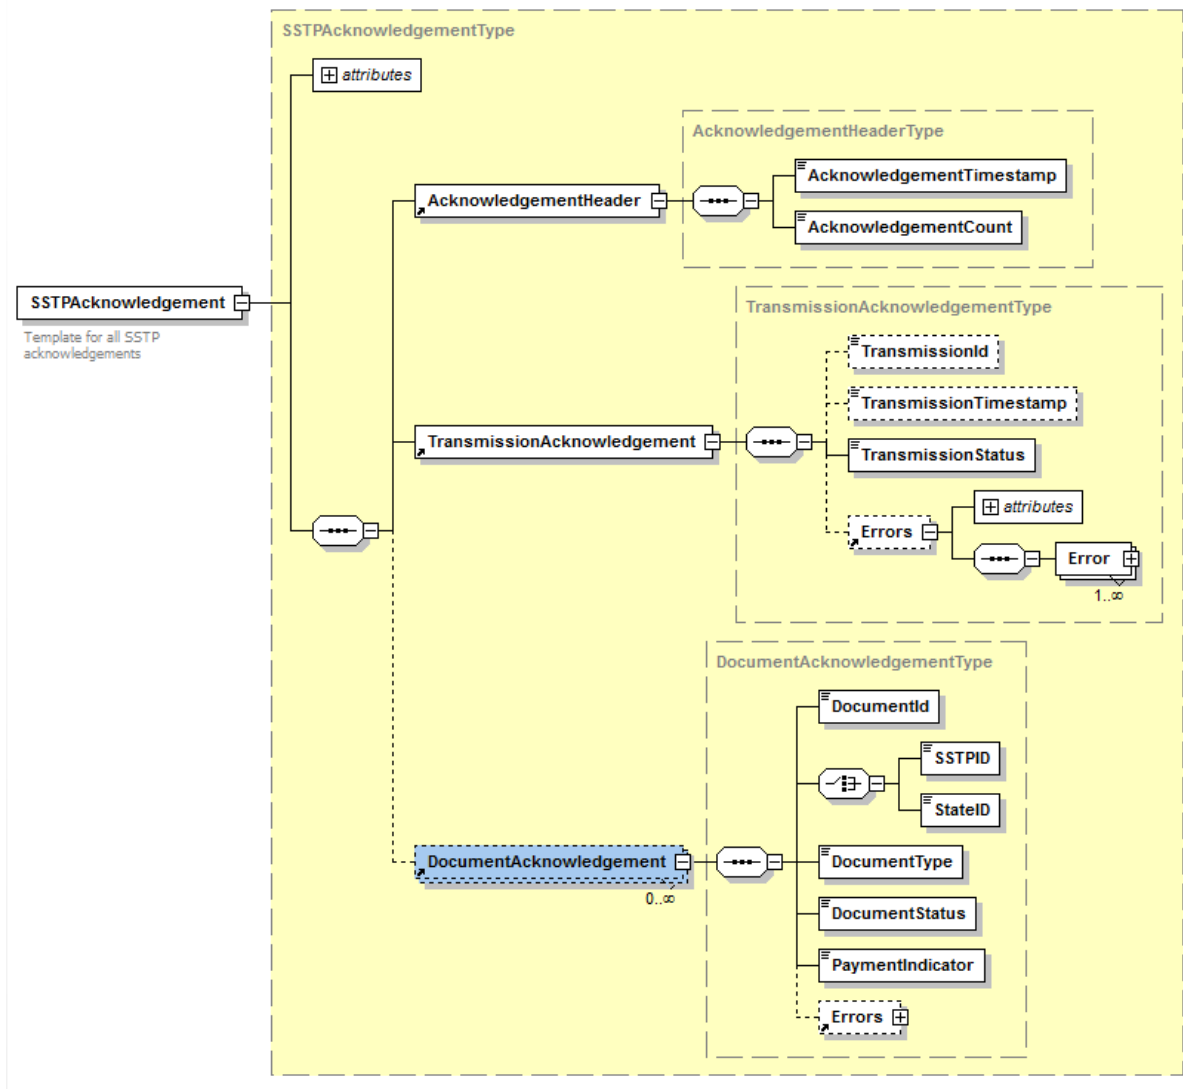 SSTPAcknowledgementType
attributes
AcknowledgementHeaderType
AcknowledgementTimestamp
AcknowledgementHeader
AcknowledgementCount
SSTPAcknowledgement
Template for all SSTP
acknowledgements
TransmissionAcknowledgementType
TransmissionId
TransmissionTimestamp
TransmissionAcknowledgement
TransmissionStatus
attributes
Errors
Error
1..∞
DocumentAcknowledgementType
DocumentId
SSTPID
StateID
DocumentAcknowledgement
0..∞
DocumentType
DocumentStatus
PaymentIndicator
Errors